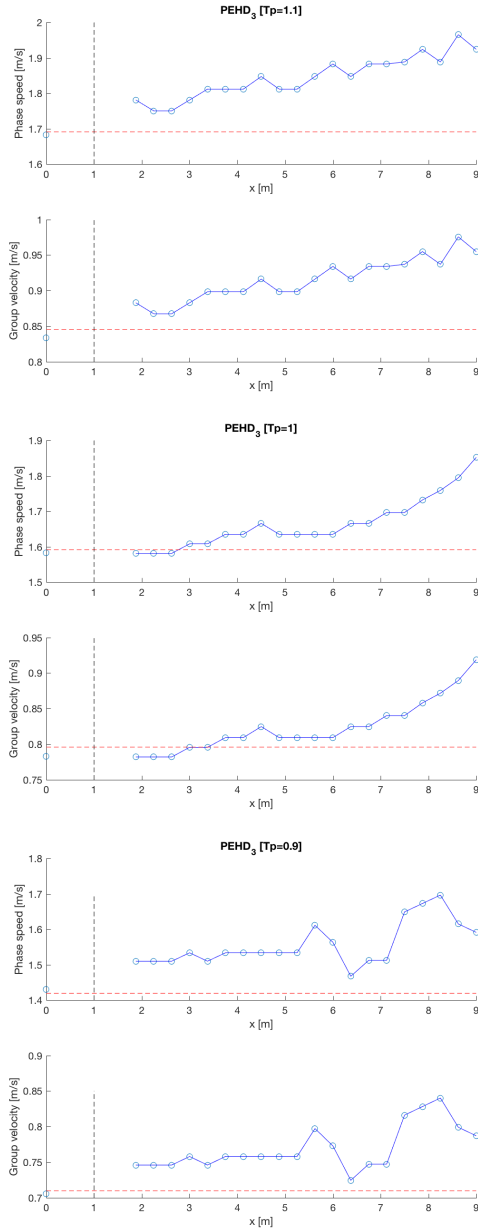 PEHD3 [Tp=1.1]
2
1.9
1.8
1.7
1.6
Phase speed [m/s]
0 1 2 3 4 5 6 7 8 9
x [m]
1
0.95
0.9
0.85
0.8
Group velocity [m/s]
0 1 2 3 4 5 6 7 8 9
x [m]
PEHD3 [Tp=1]
1.9
1.8
1.7
1.6
1.5
Phase speed [m/s]
0 1 2 3 4 5 6 7 8 9
x [m]
0.95
0.9
0.85
0.8
0.75
Group velocity [m/s]
0 1 2 3 4 5 6 7 8 9
x [m]
PEHD3 [Tp=0.9]
1.8
1.7
1.6
1.5
1.4
Phase speed [m/s]
0 1 2 3 4 5 6 7 8 9
x [m]
0.9
0.85
0.8
0.75
0.7
Group velocity [m/s]
0 1 2 3 4 5 6 7 8 9
x [m]